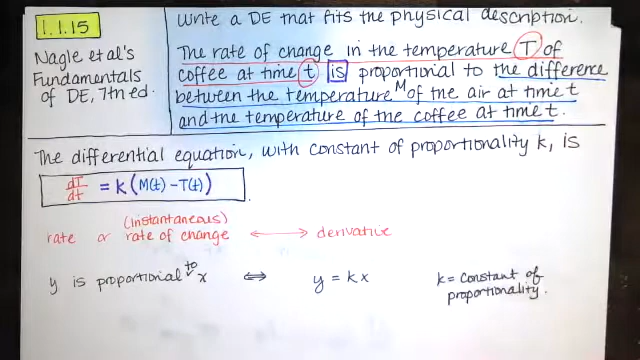 1.1.15
Nagle et al's
Fundamentals
of DE, 7th ed.
Write a DE that fits the physical description.
The rate of change in the temperature T of
coffee at time t is proportional to the difference
between the temperature M of the air at time t
and the temperature of the coffee at time t.
The differential equation, with constant of proportionality k, is
dT/dt = k(M(t) - T(t)).
(instantaneous)
rate or rate of change ⟷ derivative
y is proportional to x ⟺ y = kx
k = constant of
proportionality.